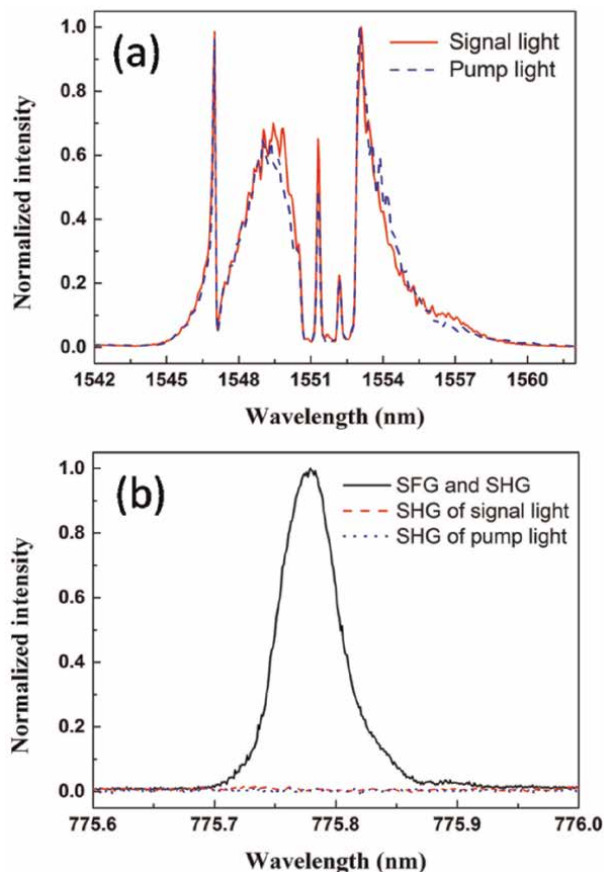 (a)
Signal light
Pump light
Normalized intensity
1.0
0.8
0.6
0.4
0.2
0.0
1542 1545 1548 1551 1554 1557 1560
Wavelength (nm)
(b)
SFG and SHG
SHG of signal light
SHG of pump light
Normalized intensity
1.0
0.8
0.6
0.4
0.2
0.0
775.6 775.7 775.8 775.9 776.0
Wavelength (nm)